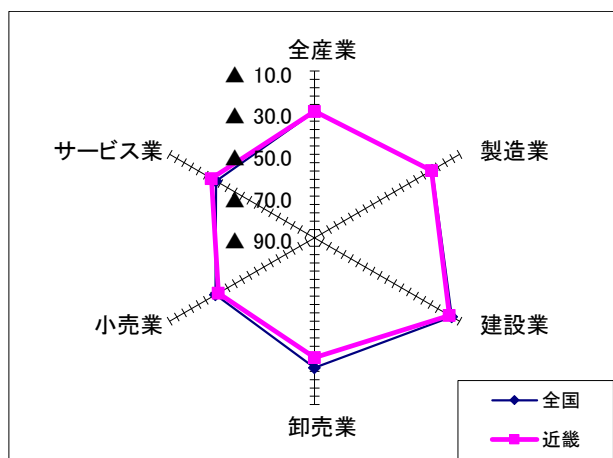 全産業
▲ 10.0
▲ 30.0
▲ 50.0
▲ 70.0
▲ 90.0
サービス業
製造業
小売業
建設業
卸売業
全国
近畿